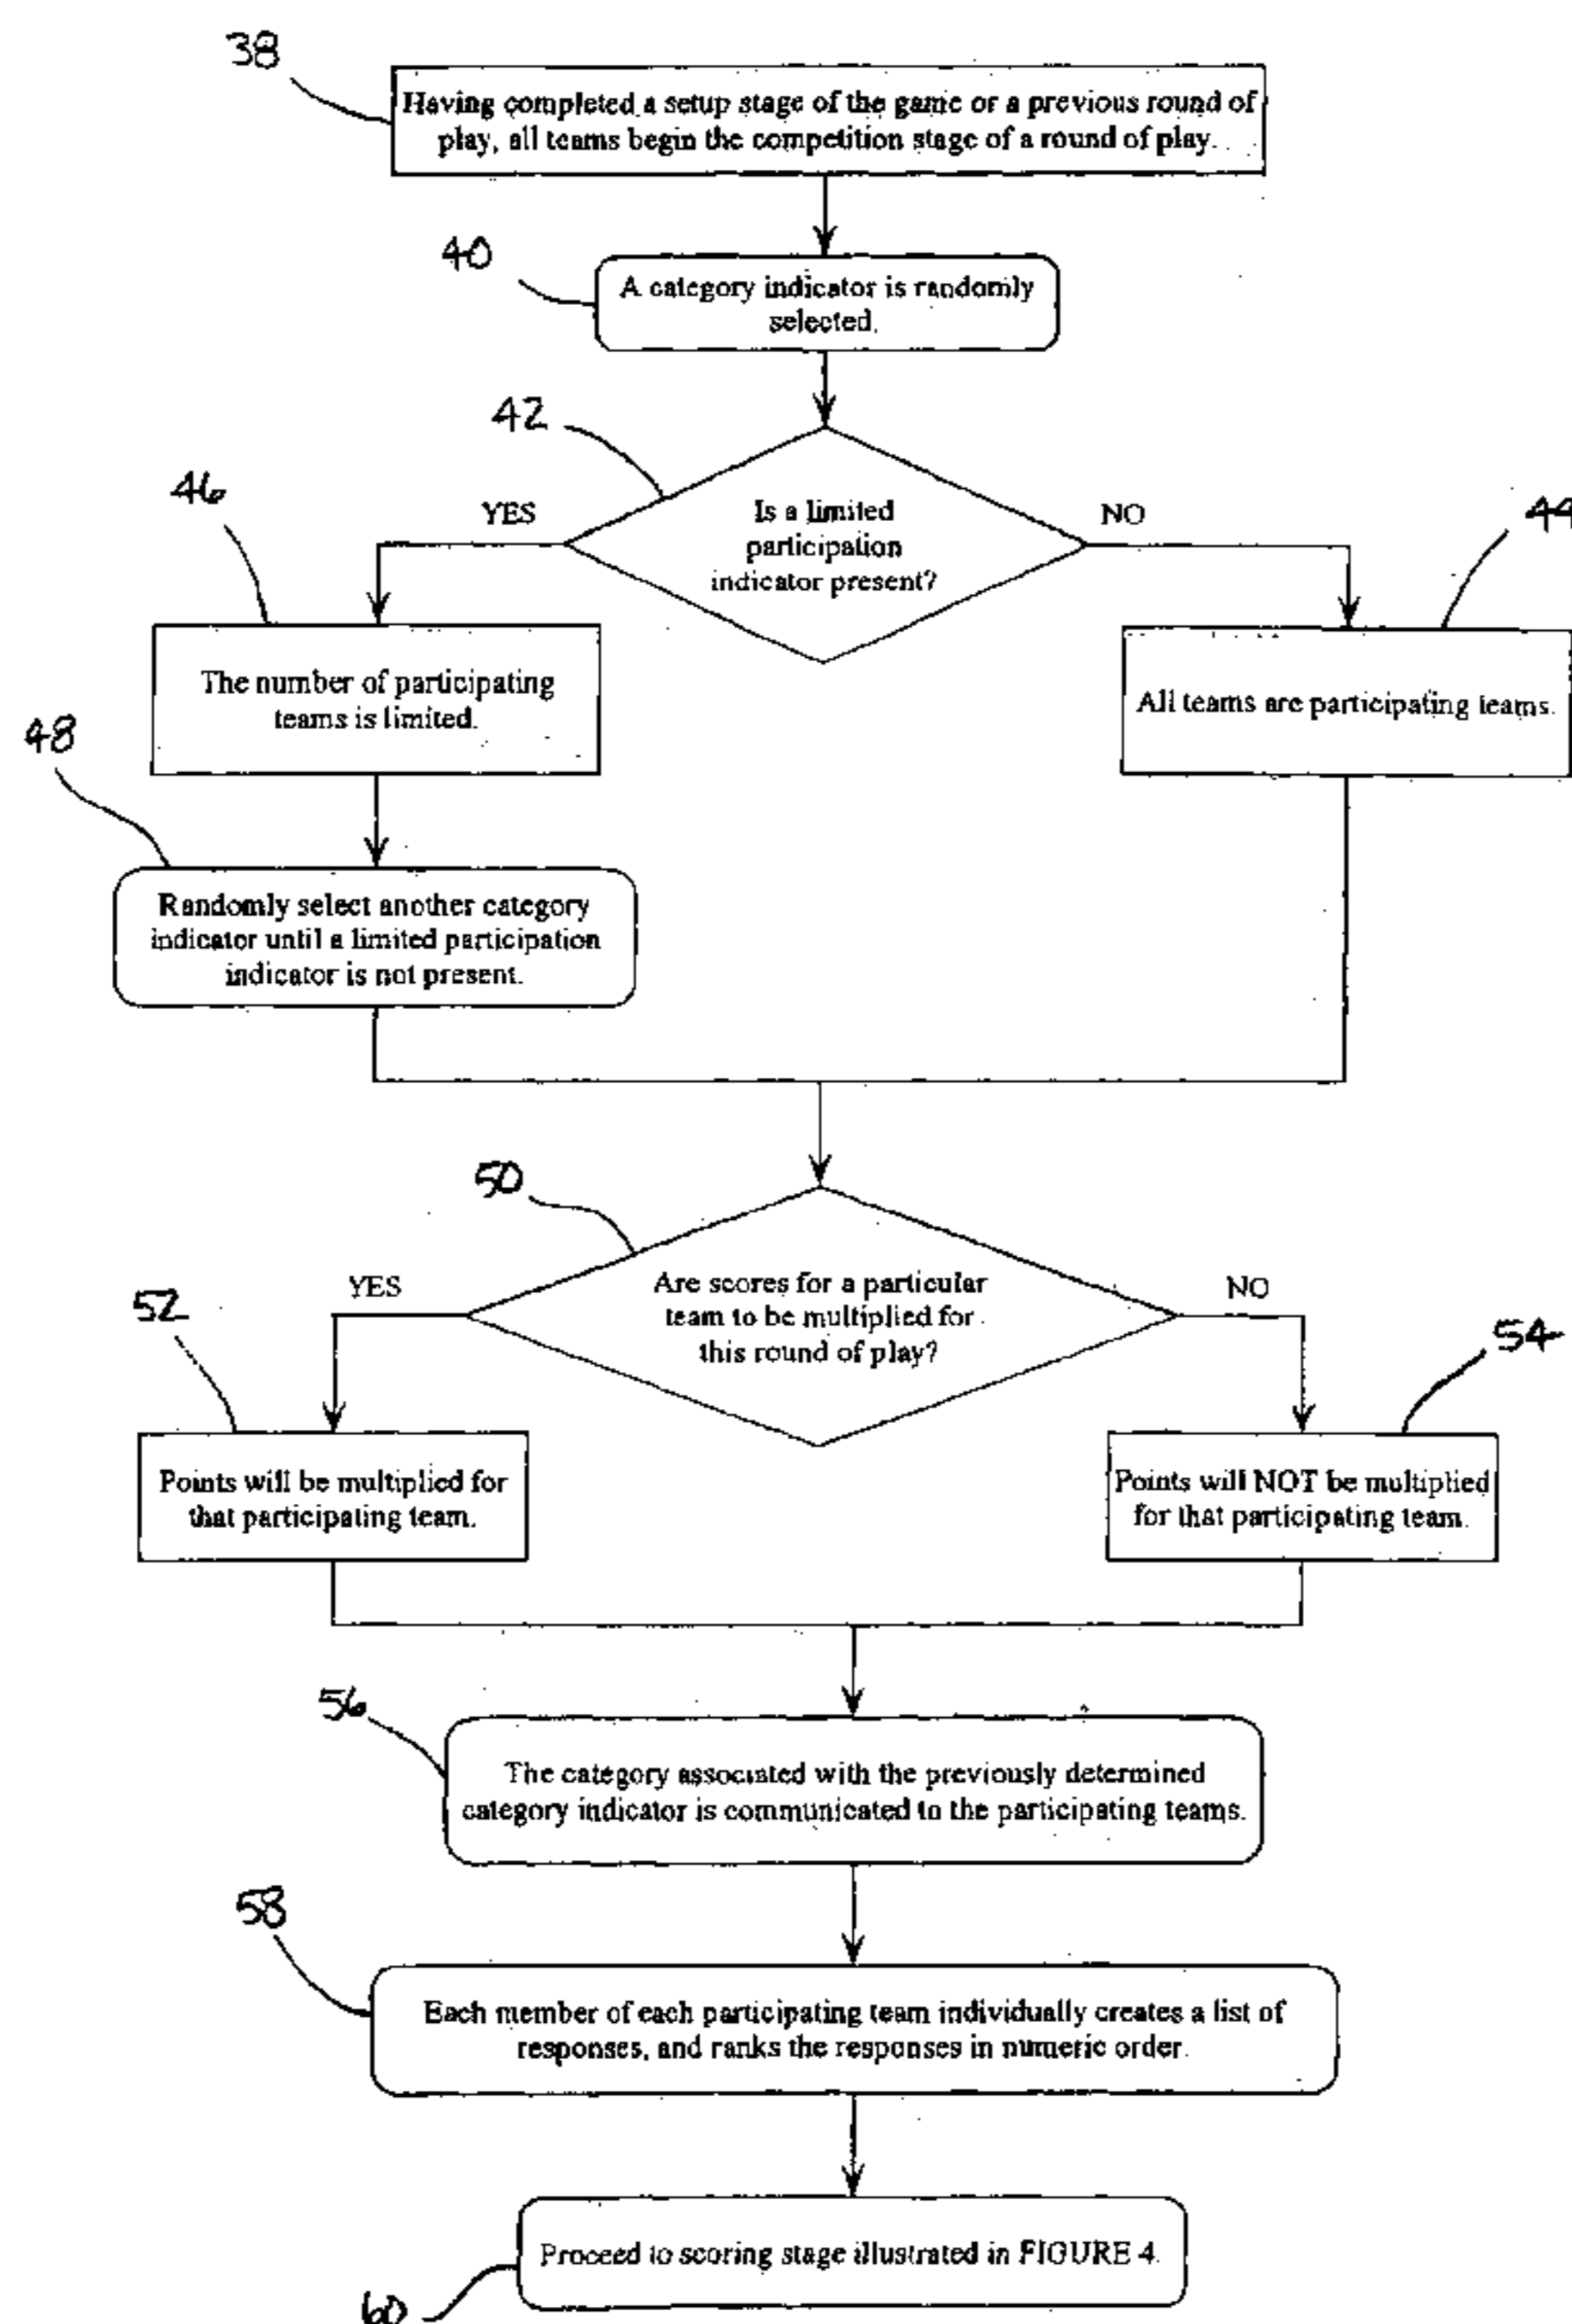 38
Having completed a setup stage of the game or a previous round of
play, all teams begin the competition stage of a round of play.
40
A category indicator is randomly
selected.
42
Is a limited
participation
indicator present?
YES
NO
46
44
The number of participating
teams is limited.
All teams are participating teams.
48
Randomly select another category
indicator until a limited participation
indicator is not present.
50
Are scores for a particular
team to be multiplied for
this round of play?
YES
NO
52
54
Points will be multiplied for
that participating team.
Points will NOT be multiplied
for that participating team.
56
The category associated with the previously determined
category indicator is communicated to the participating teams.
58
Each member of each participating team individually creates a list of
responses, and ranks the responses in numeric order.
Proceed to scoring stage illustrated in FIGURE 4.
60